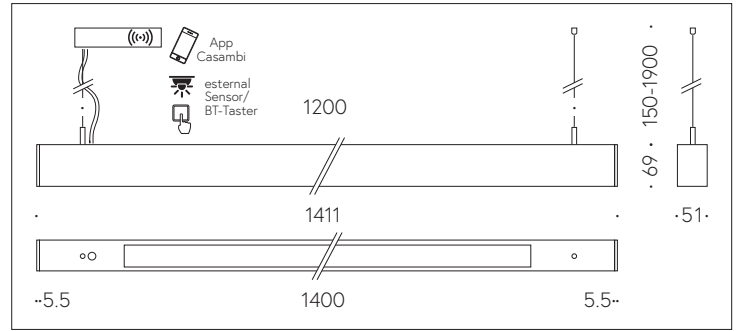 App
Casambi
esternal
Sensor/
BT-Taster
1200
150-1900
69
1411
51
5.5
1400
5.5